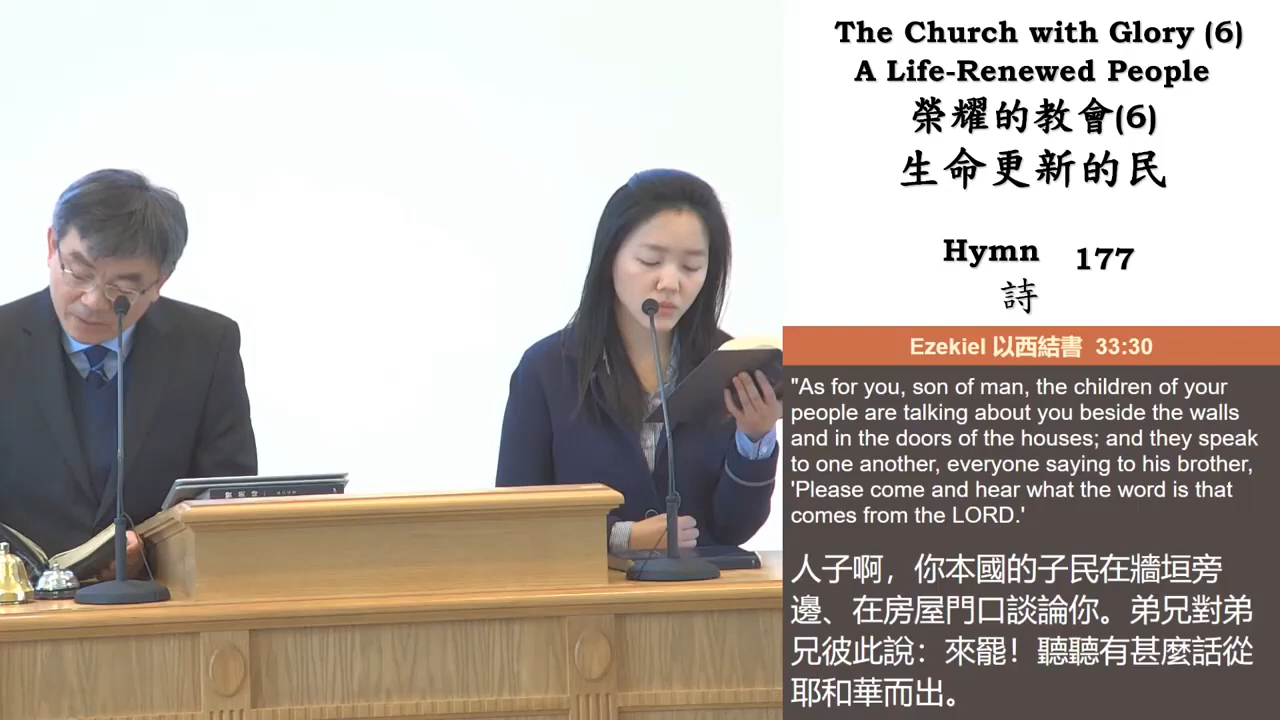 The Church with Glory (6)
A Life-Renewed People
榮耀的教會(6)
生命更新的民
Hymn 177
詩
Ezekiel 以西結書 33:30
"As for you, son of man, the children of your
people are talking about you beside the walls
and in the doors of the houses; and they speak
to one another, everyone saying to his brother,
'Please come and hear what the word is that
comes from the LORD.'
人子啊，你本國的子民在牆垣旁
邊、在房屋門口談論你。弟兄對弟
兄彼此說：來罷！聽聽有甚麼話從
耶和華而出。